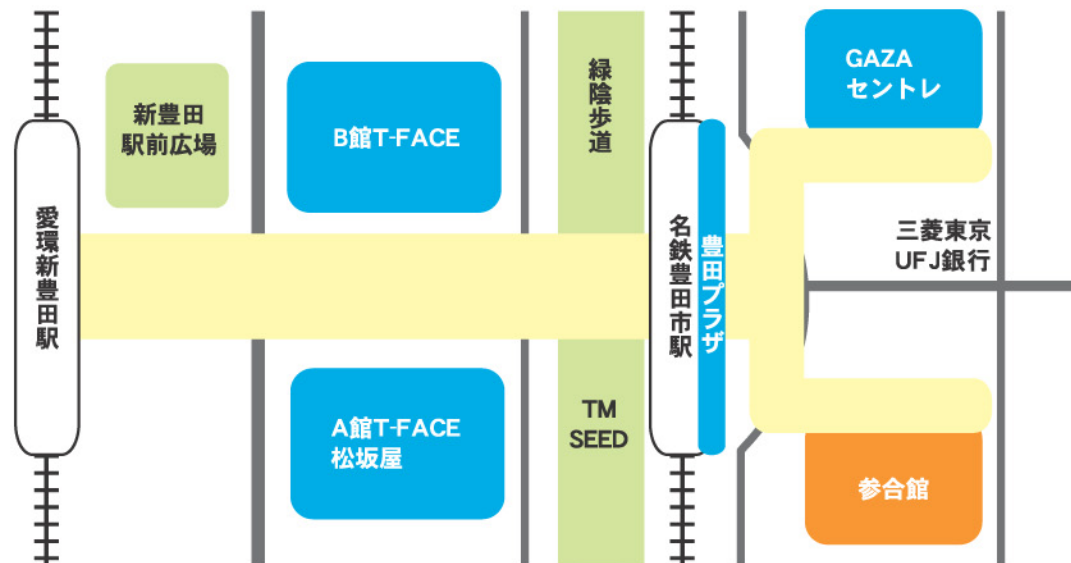 愛環新豊田駅
新豊田
駅前広場
B館T-FACE
A館T-FACE
松坂屋
緑陰歩道
TM
SEED
名鉄豊田市駅
豊田プラザ
GAZA
セントレ
三菱東京
UFJ銀行
参合館